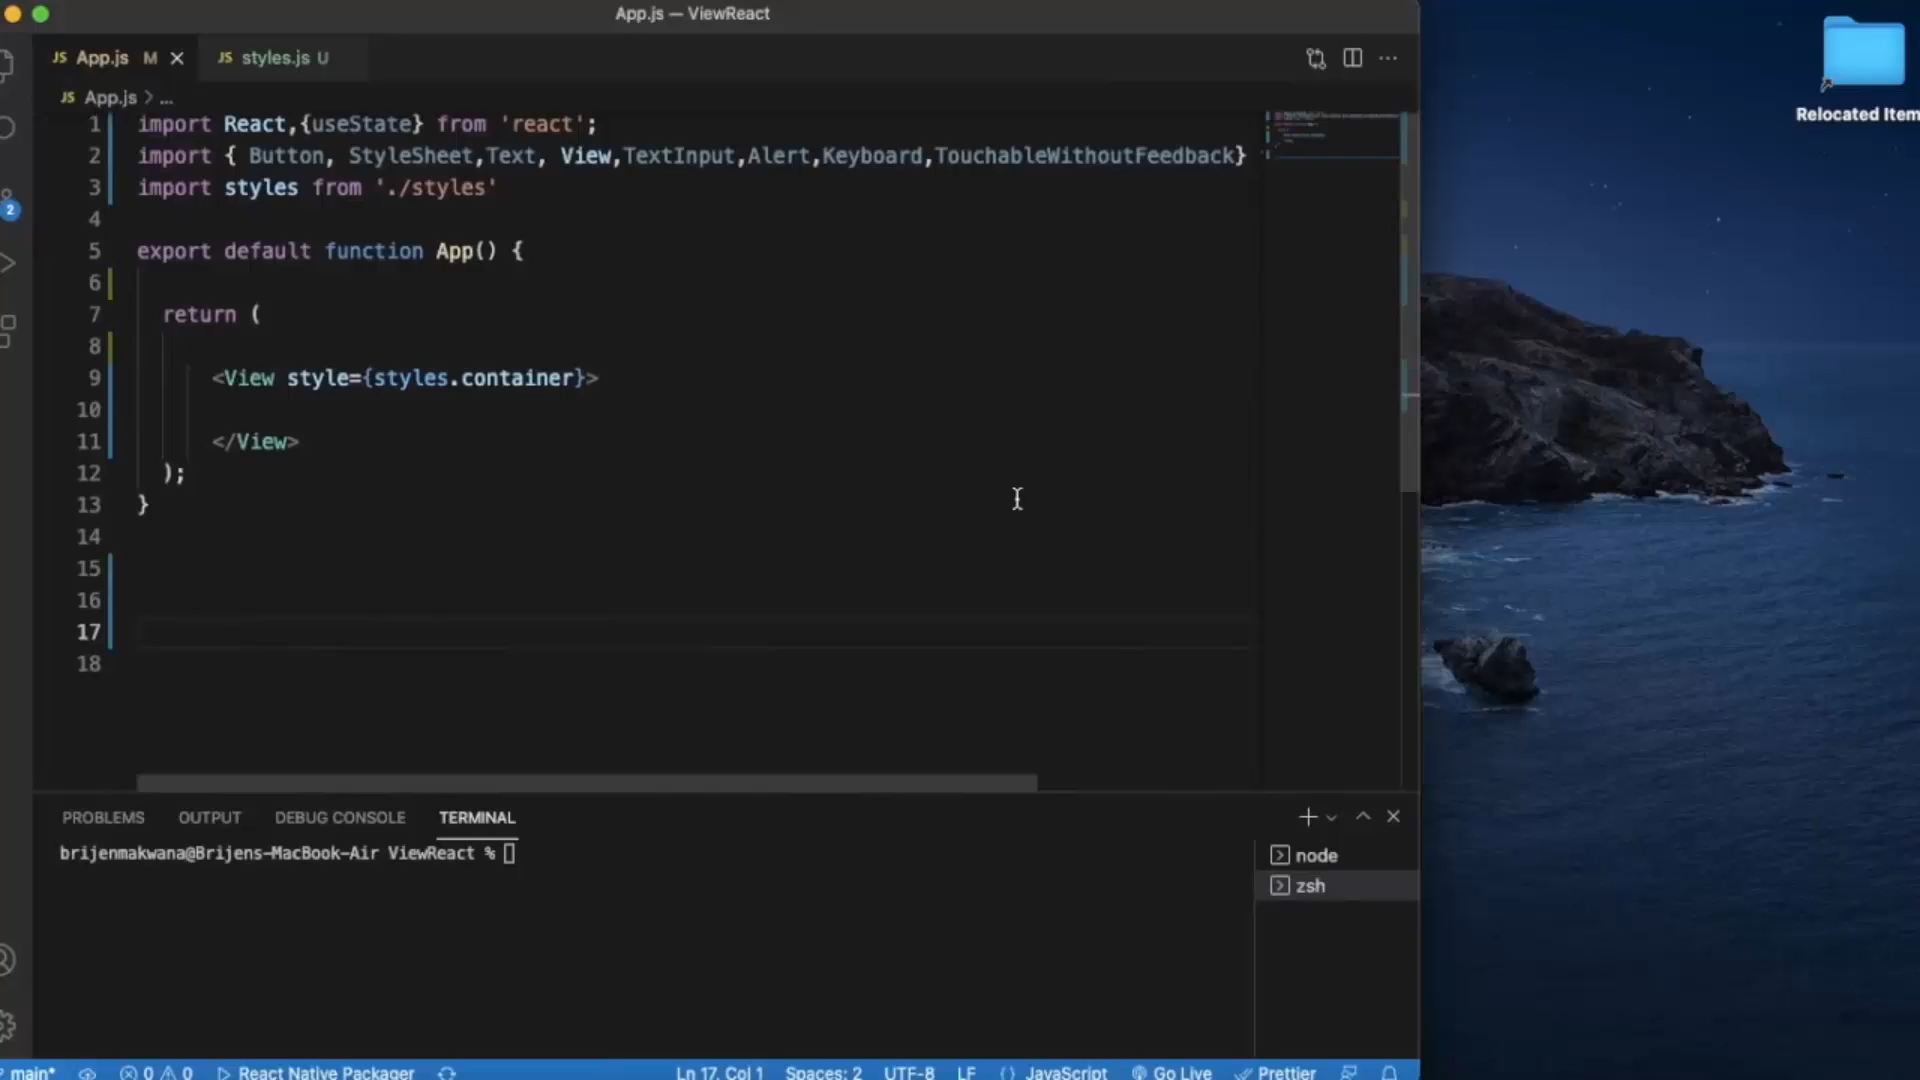 App.js — ViewReact
JS App.js M
JS styles.js U
JS App.js > ...
1 import React,{useState} from 'react';
2 import { Button, StyleSheet,Text, View,TextInput,Alert,Keyboard,TouchableWithoutFeedback}
3 import styles from './styles'
4
5 export default function App() {
6
7 return (
8
9 <View style={styles.container}>
10
11 </View>
12 );
13 }
14
15
16
17
18
2
PROBLEMS OUTPUT DEBUG CONSOLE TERMINAL
brijenmakwana@Brijens-MacBook-Air ViewReact %
node
zsh
main* 0 0 React Native Packager Ln 17, Col 1 Spaces: 2 UTF-8 LF {} JavaScript Go Live Prettier
Relocated Item